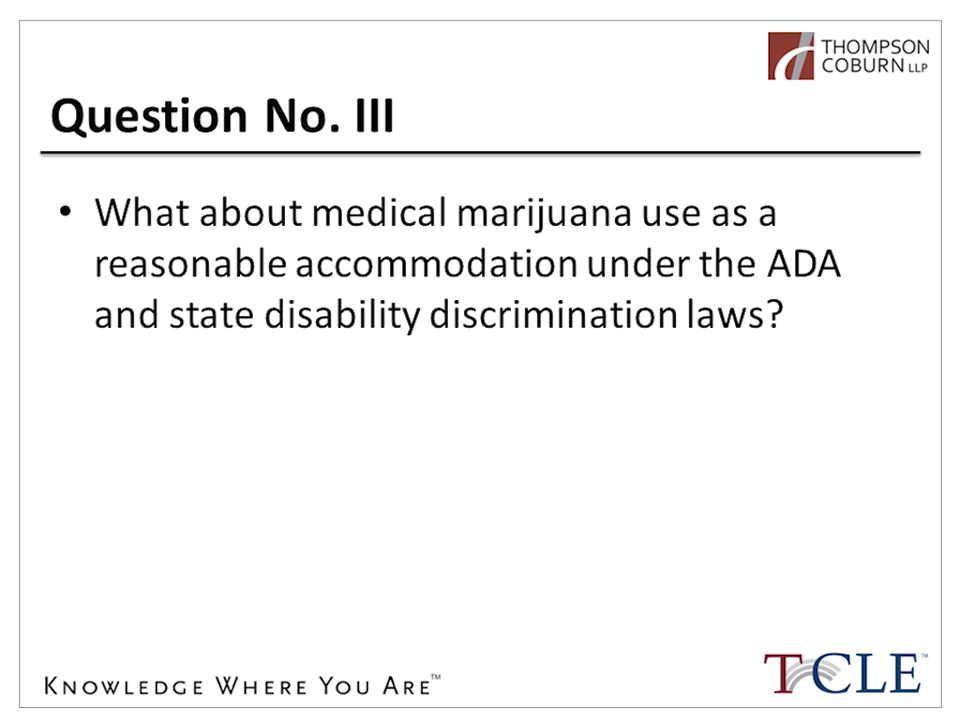 THOMPSON
COBURN LLP
Question No. III
• What about medical marijuana use as a
reasonable accommodation under the ADA
and state disability discrimination laws?
KNOWLEDGE WHERE YOU ARE™
TCLE™